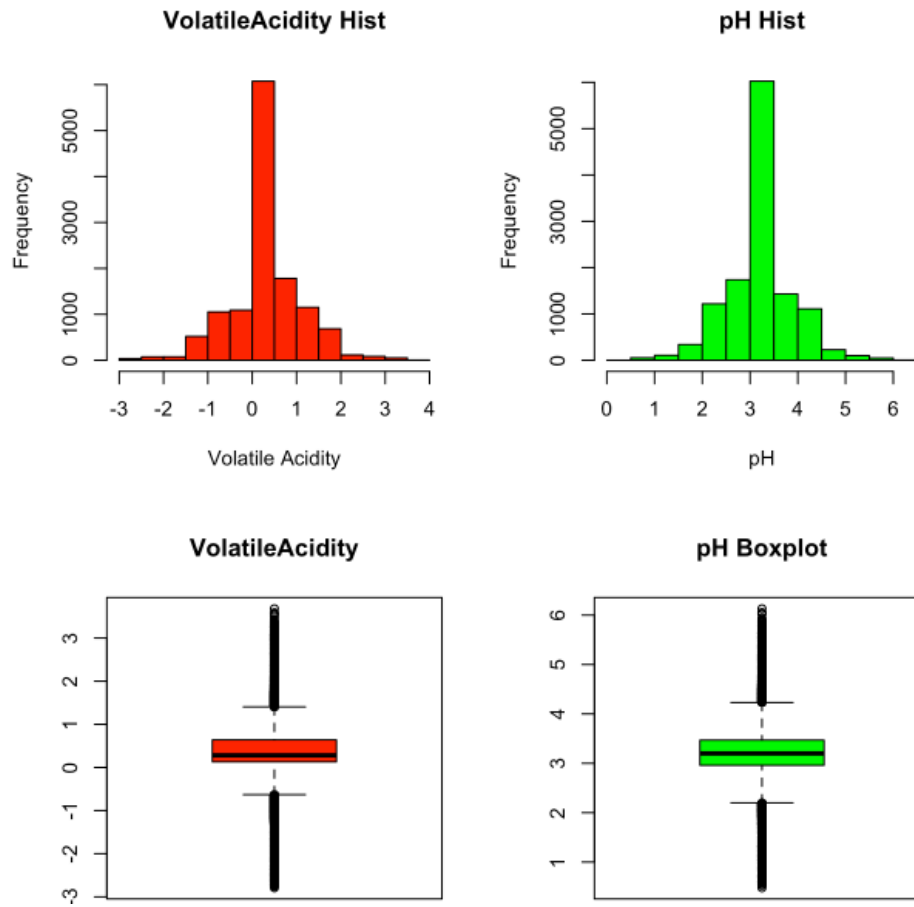 VolatileAcidity Hist
Frequency
5000
3000
1000
0
-3 -2 -1 0 1 2 3 4
Volatile Acidity
pH Hist
Frequency
5000
3000
1000
0
0 1 2 3 4 5 6
pH
VolatileAcidity
3
2
1
0
-1
-2
-3
pH Boxplot
6
5
4
3
2
1